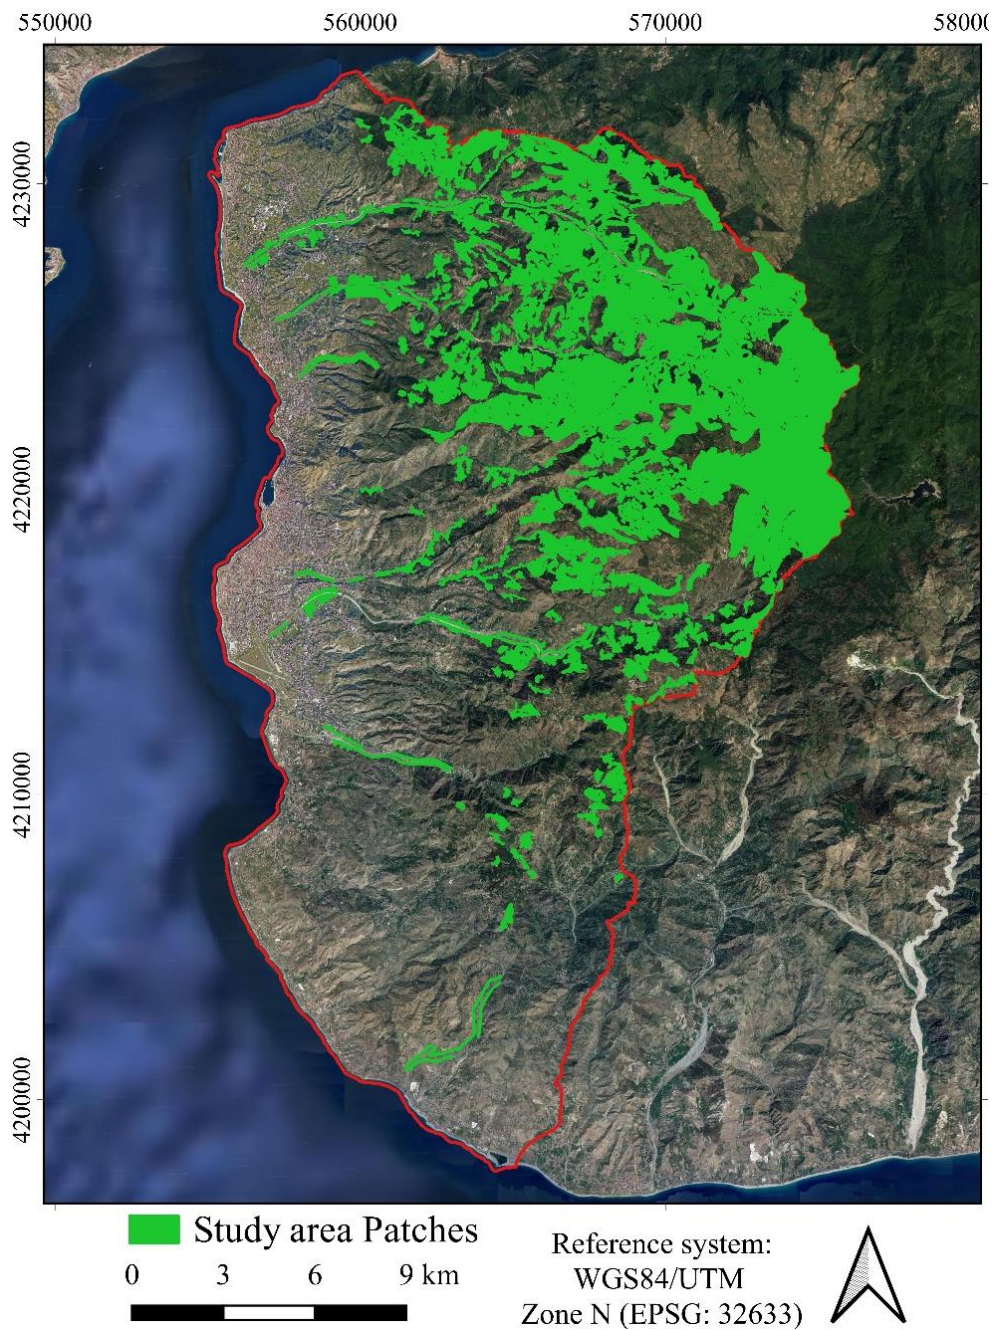 550000 560000 570000 5800
4230000
4220000
4210000
4200000
Study area Patches
0 3 6 9 km
Reference system:
WGS84/UTM
Zone N (EPSG: 32633)